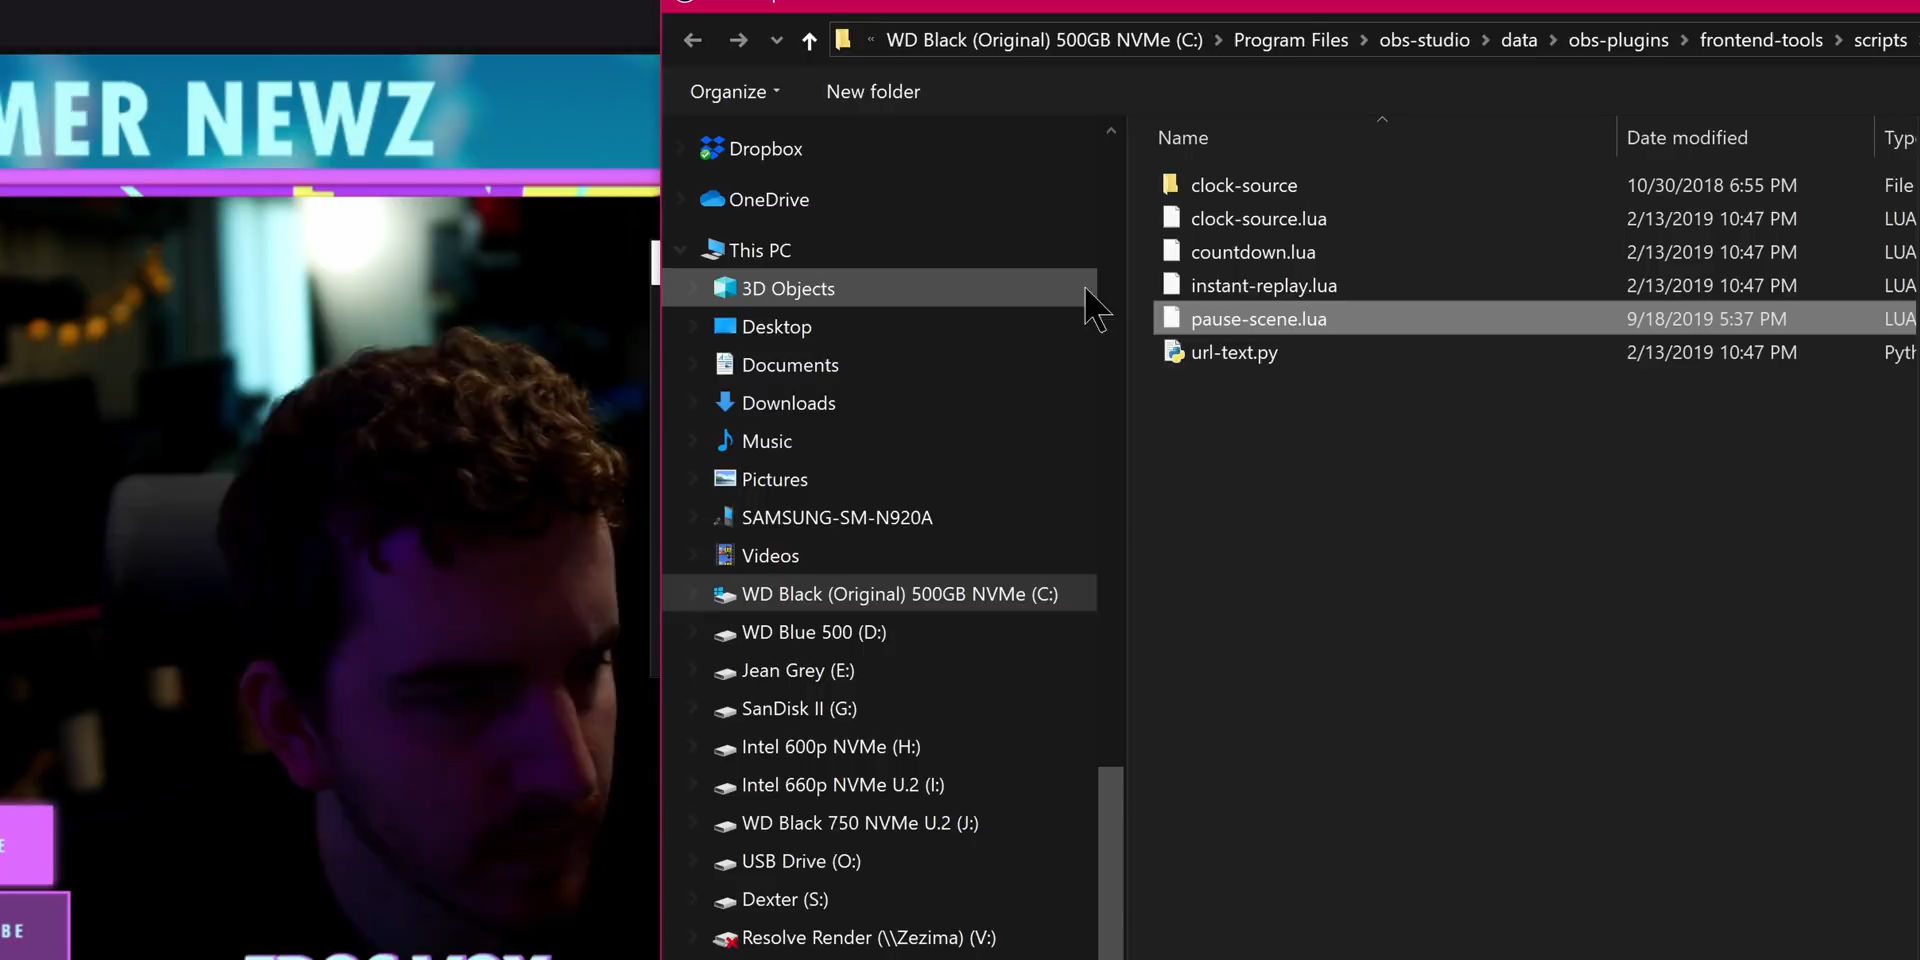 MER NEWZ
E
BE
« WD Black (Original) 500GB NVMe (C:) > Program Files > obs-studio > data > obs-plugins > frontend-tools > scripts
Organize New folder
Dropbox
OneDrive
This PC
3D Objects
Desktop
Documents
Downloads
Music
Pictures
SAMSUNG-SM-N920A
Videos
WD Black (Original) 500GB NVMe (C:)
WD Blue 500 (D:)
Jean Grey (E:)
SanDisk II (G:)
Intel 600p NVMe (H:)
Intel 660p NVMe U.2 (I:)
WD Black 750 NVMe U.2 (J:)
USB Drive (O:)
Dexter (S:)
Resolve Render (\\Zezima) (V:)
Name Date modified Typ
clock-source 10/30/2018 6:55 PM File
clock-source.lua 2/13/2019 10:47 PM LUA
countdown.lua 2/13/2019 10:47 PM LUA
instant-replay.lua 2/13/2019 10:47 PM LUA
pause-scene.lua 9/18/2019 5:37 PM LUA
url-text.py 2/13/2019 10:47 PM Pyth